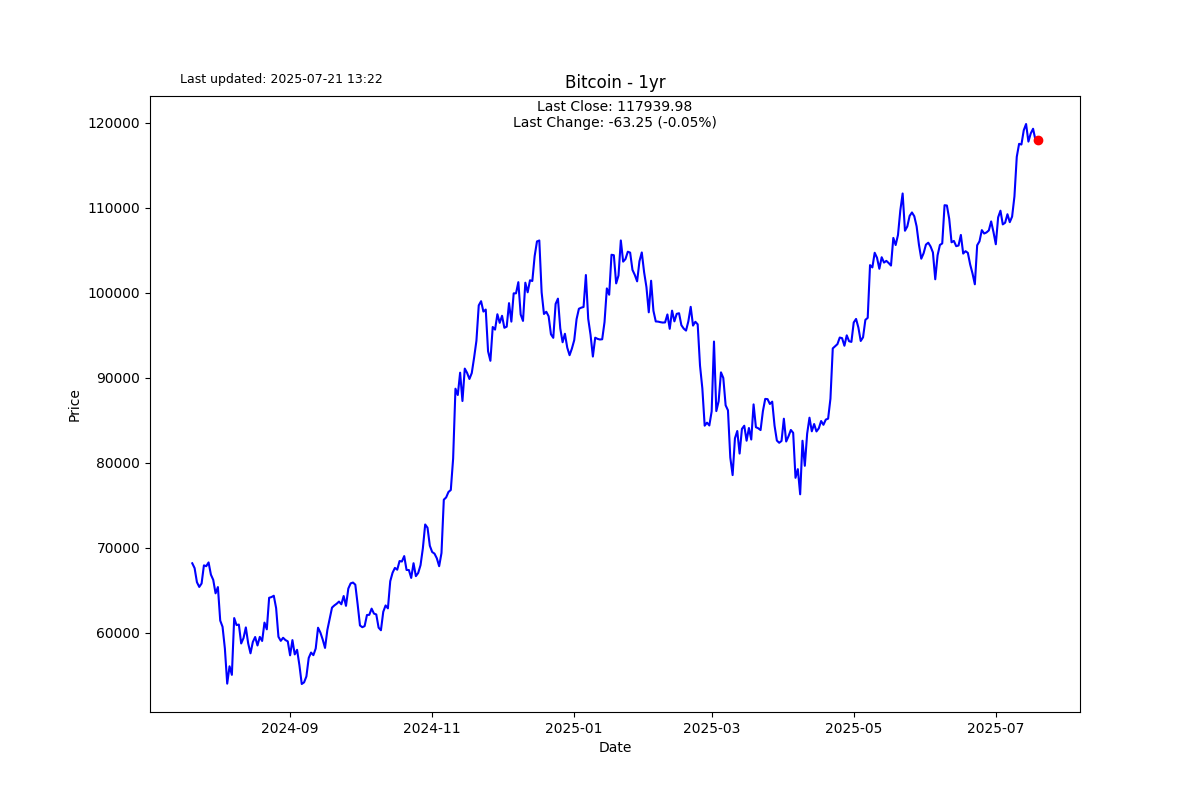 Last updated: 2025-07-21 13:22
Bitcoin - 1yr
Last Close: 117939.98
Last Change: -63.25 (-0.05%)
120000
110000
100000
90000
80000
70000
60000
Price
2024-09
2024-11
2025-01
2025-03
2025-05
2025-07
Date